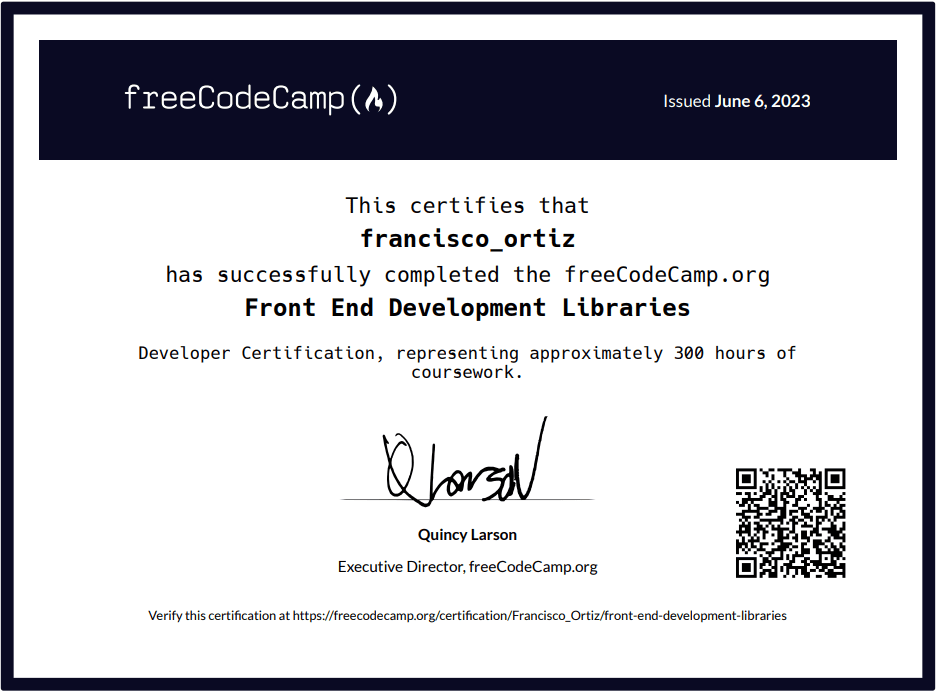 freeCodeCamp(🔥)
Issued June 6, 2023
This certifies that
francisco_ortiz
has successfully completed the freeCodeCamp.org
Front End Development Libraries
Developer Certification, representing approximately 300 hours of
coursework.
Q Larson
Quincy Larson
Executive Director, freeCodeCamp.org
Verify this certification at https://freecodecamp.org/certification/Francisco_Ortiz/front-end-development-libraries